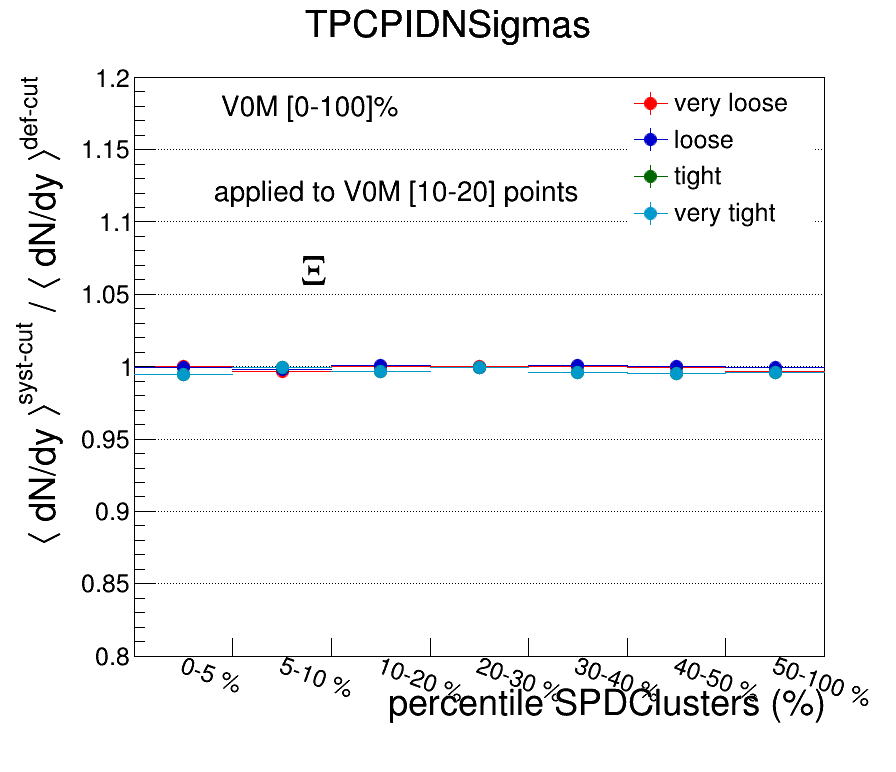 TPCPIDNSigmas
⟨ dN/dy ⟩^syst-cut / ⟨ dN/dy ⟩^def-cut
V0M [0-100]%
applied to V0M [10-20] points
Ξ
very loose
loose
tight
very tight
1.2
1.15
1.1
1.05
1
0.95
0.9
0.85
0.8
0-5 %
5-10 %
10-20 %
20-30 %
30-40 %
40-50 %
50-100 %
percentile SPDClusters (%)